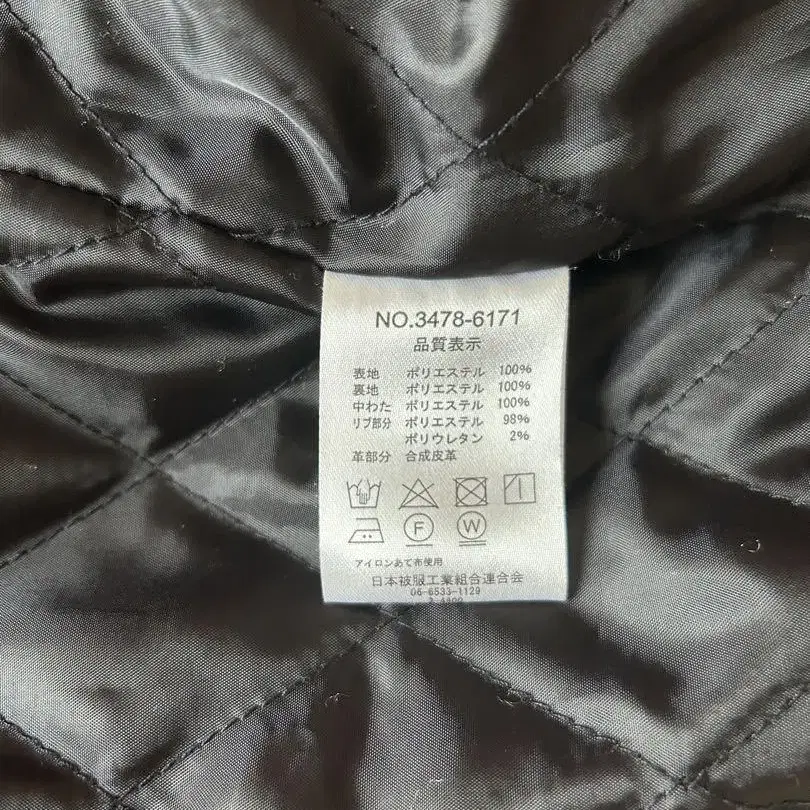 NO.3478-6171
品質表示
表地 ポリエステル 100%
裏地 ポリエステル 100%
中わた ポリエステル 100%
リブ部分 ポリエステル 98%
ポリウレタン 2%
革部分 合成皮革
F W
アイロンあて布使用
日本被服工業組合連合会
06-6533-1129